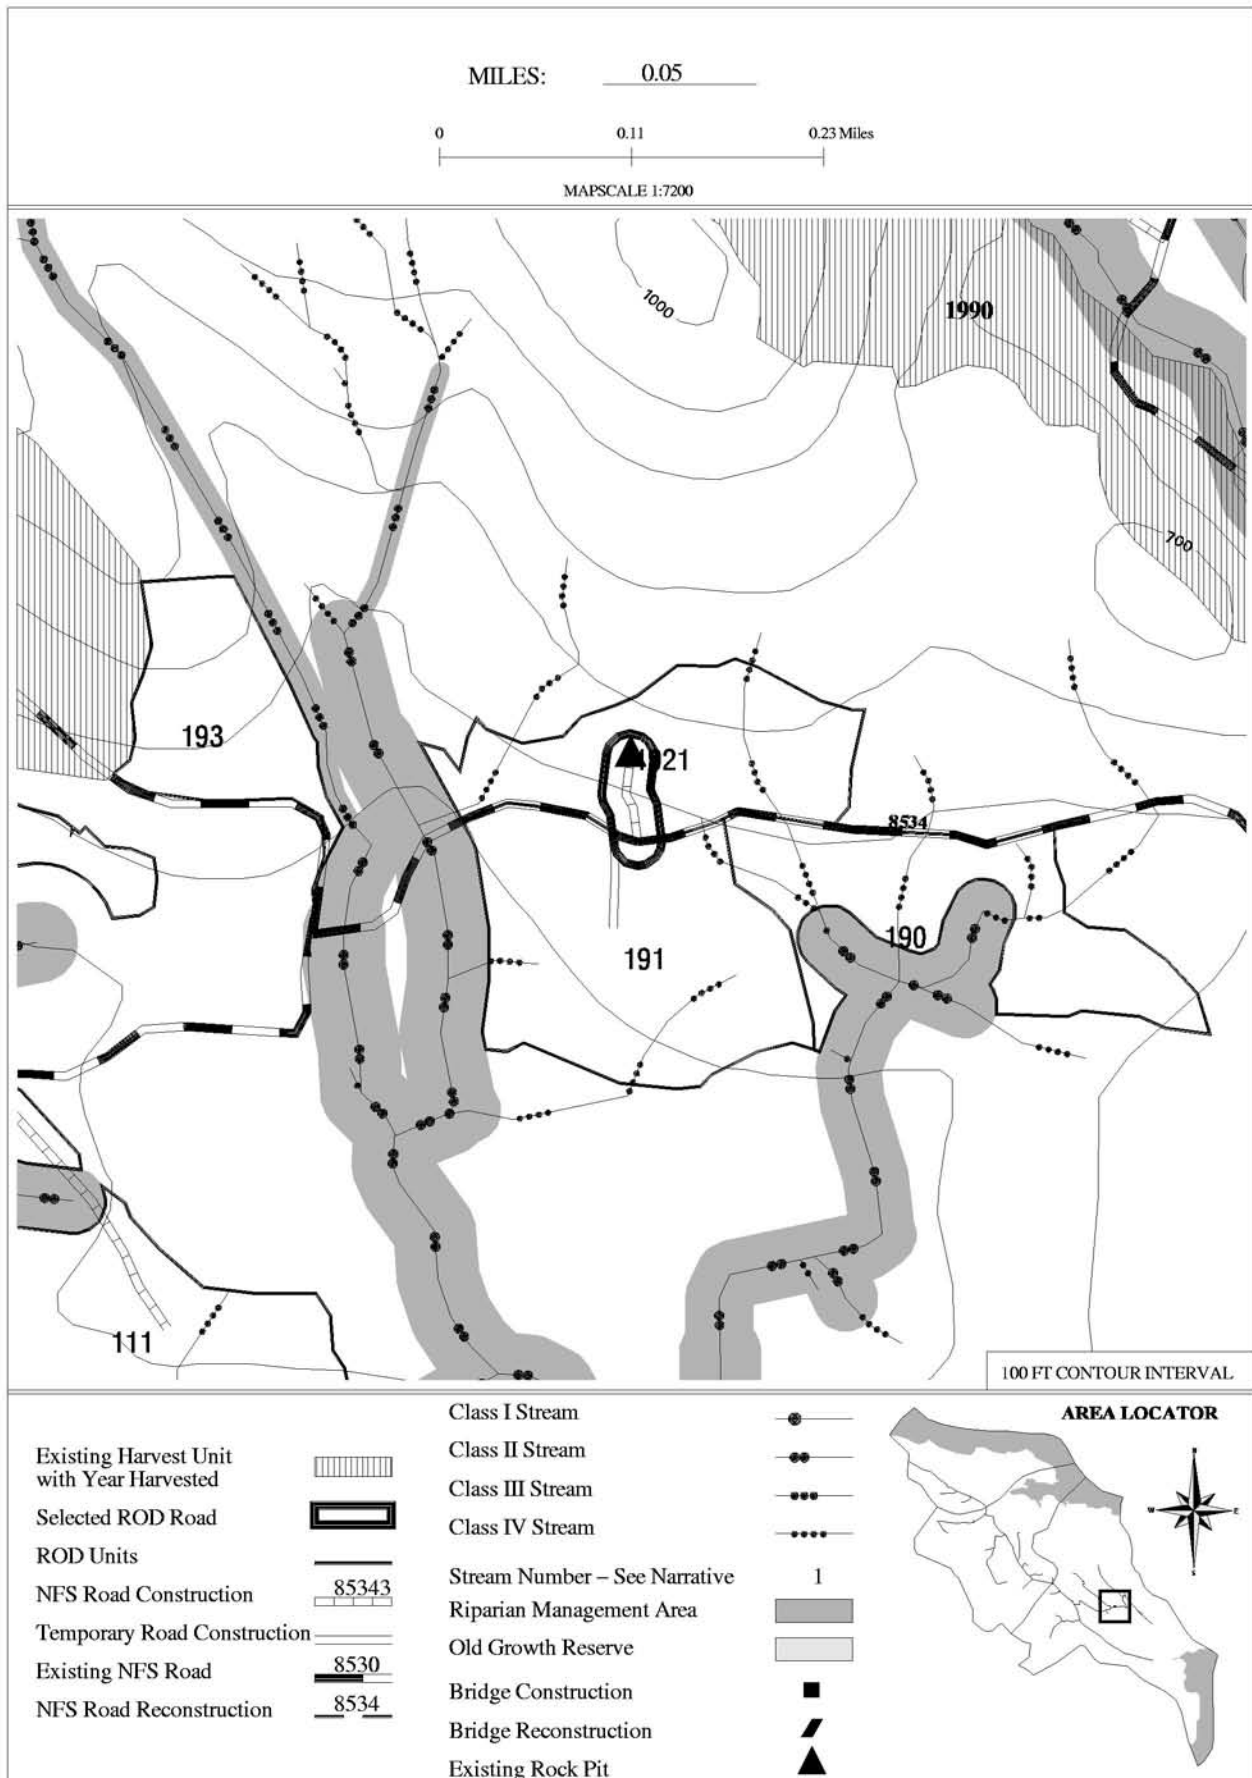 MILES: 0.05
0 0.11 0.23 Miles
MAPSCALE 1:7200
1000
1990
700
193
8534
190
191
111
100 FT CONTOUR INTERVAL
Existing Harvest Unit
with Year Harvested
Selected ROD Road
ROD Units
NFS Road Construction 85343
Temporary Road Construction
Existing NFS Road 8530
NFS Road Reconstruction 8534
Class I Stream
Class II Stream
Class III Stream
Class IV Stream
Stream Number – See Narrative 1
Riparian Management Area
Old Growth Reserve
Bridge Construction
Bridge Reconstruction
Existing Rock Pit
AREA LOCATOR
N
W E
S